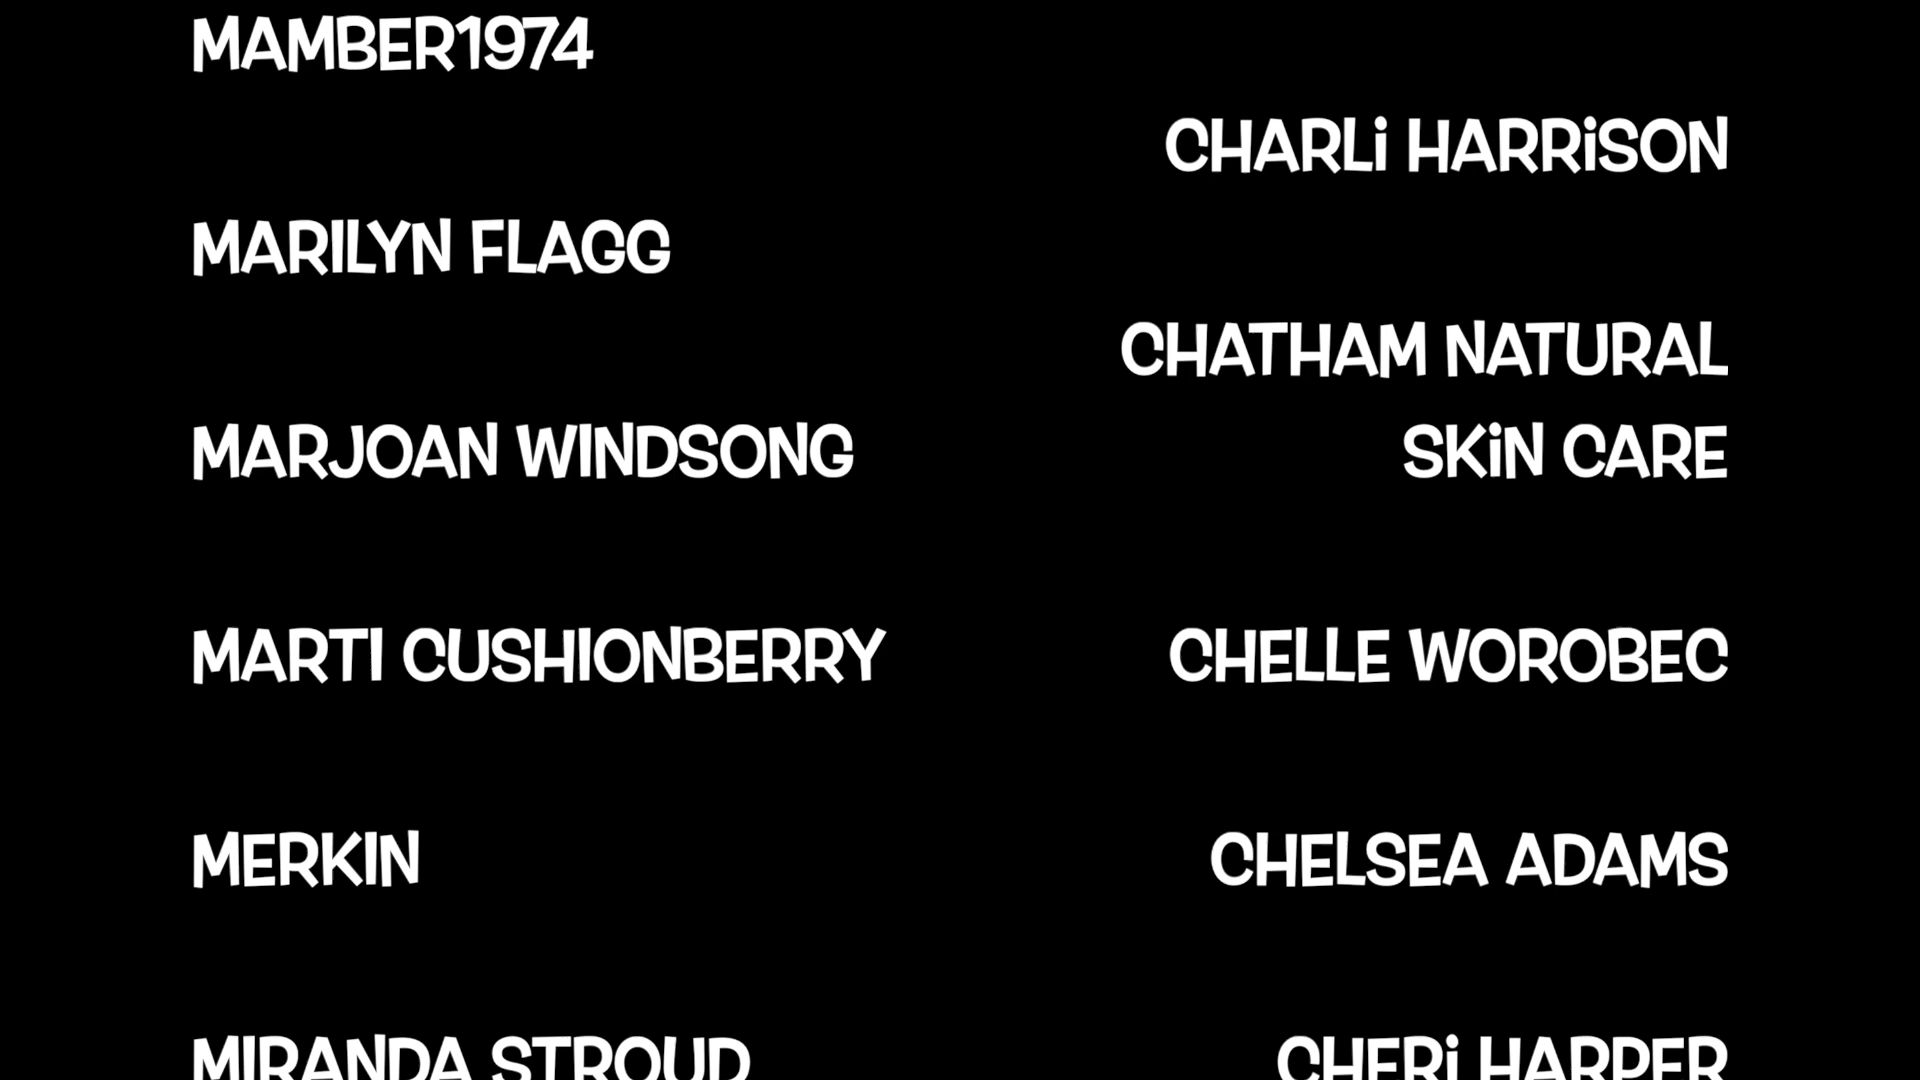 MAMBER1974
MARILYN FLAGG
MARJOAN WINDSONG
MARTI CUSHIONBERRY
MERKIN
MIRANDA STROUD
CHARLi HARRiSON
CHATHAM NATURAL
SKiN CARE
CHELLE WOROBEC
CHELSEA ADAMS
CHERi HARPER